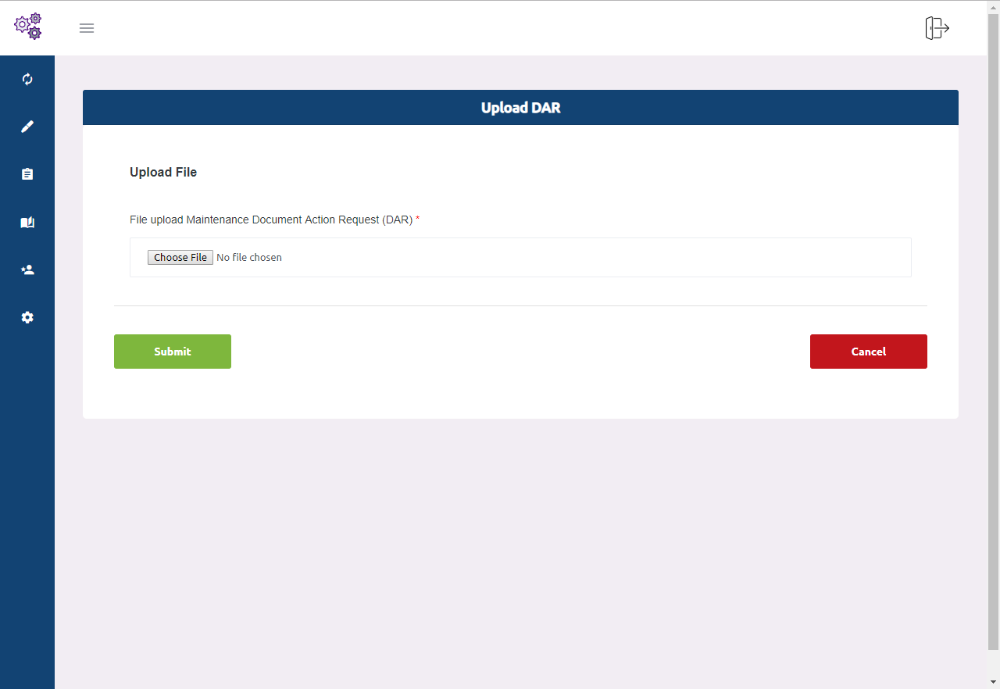 Upload DAR
Upload File
File upload Maintenance Document Action Request (DAR) *
Choose File No file chosen
Submit
Cancel